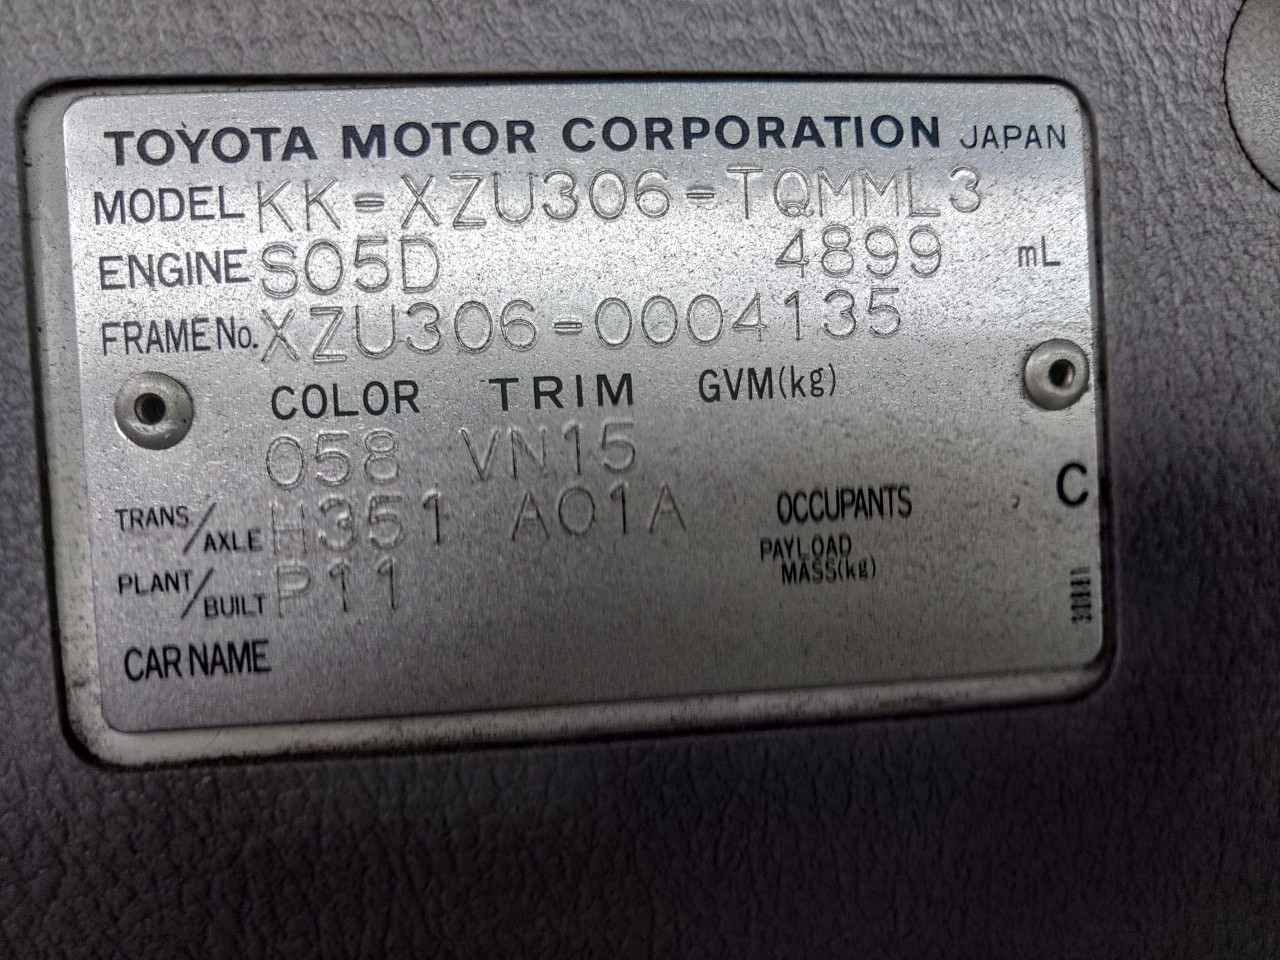 TOYOTA MOTOR CORPORATION JAPAN
MODEL KK-XZU306-TQMML3
ENGINE S05D 4899 mL
FRAME No. XZU306-0004135
COLOR TRIM GVM(kg)
058 VN15
TRANS/AXLE H351 A01A
OCCUPANTS
C
PAYLOAD
MASS(kg)
PLANT/BUILT P11
CAR NAME